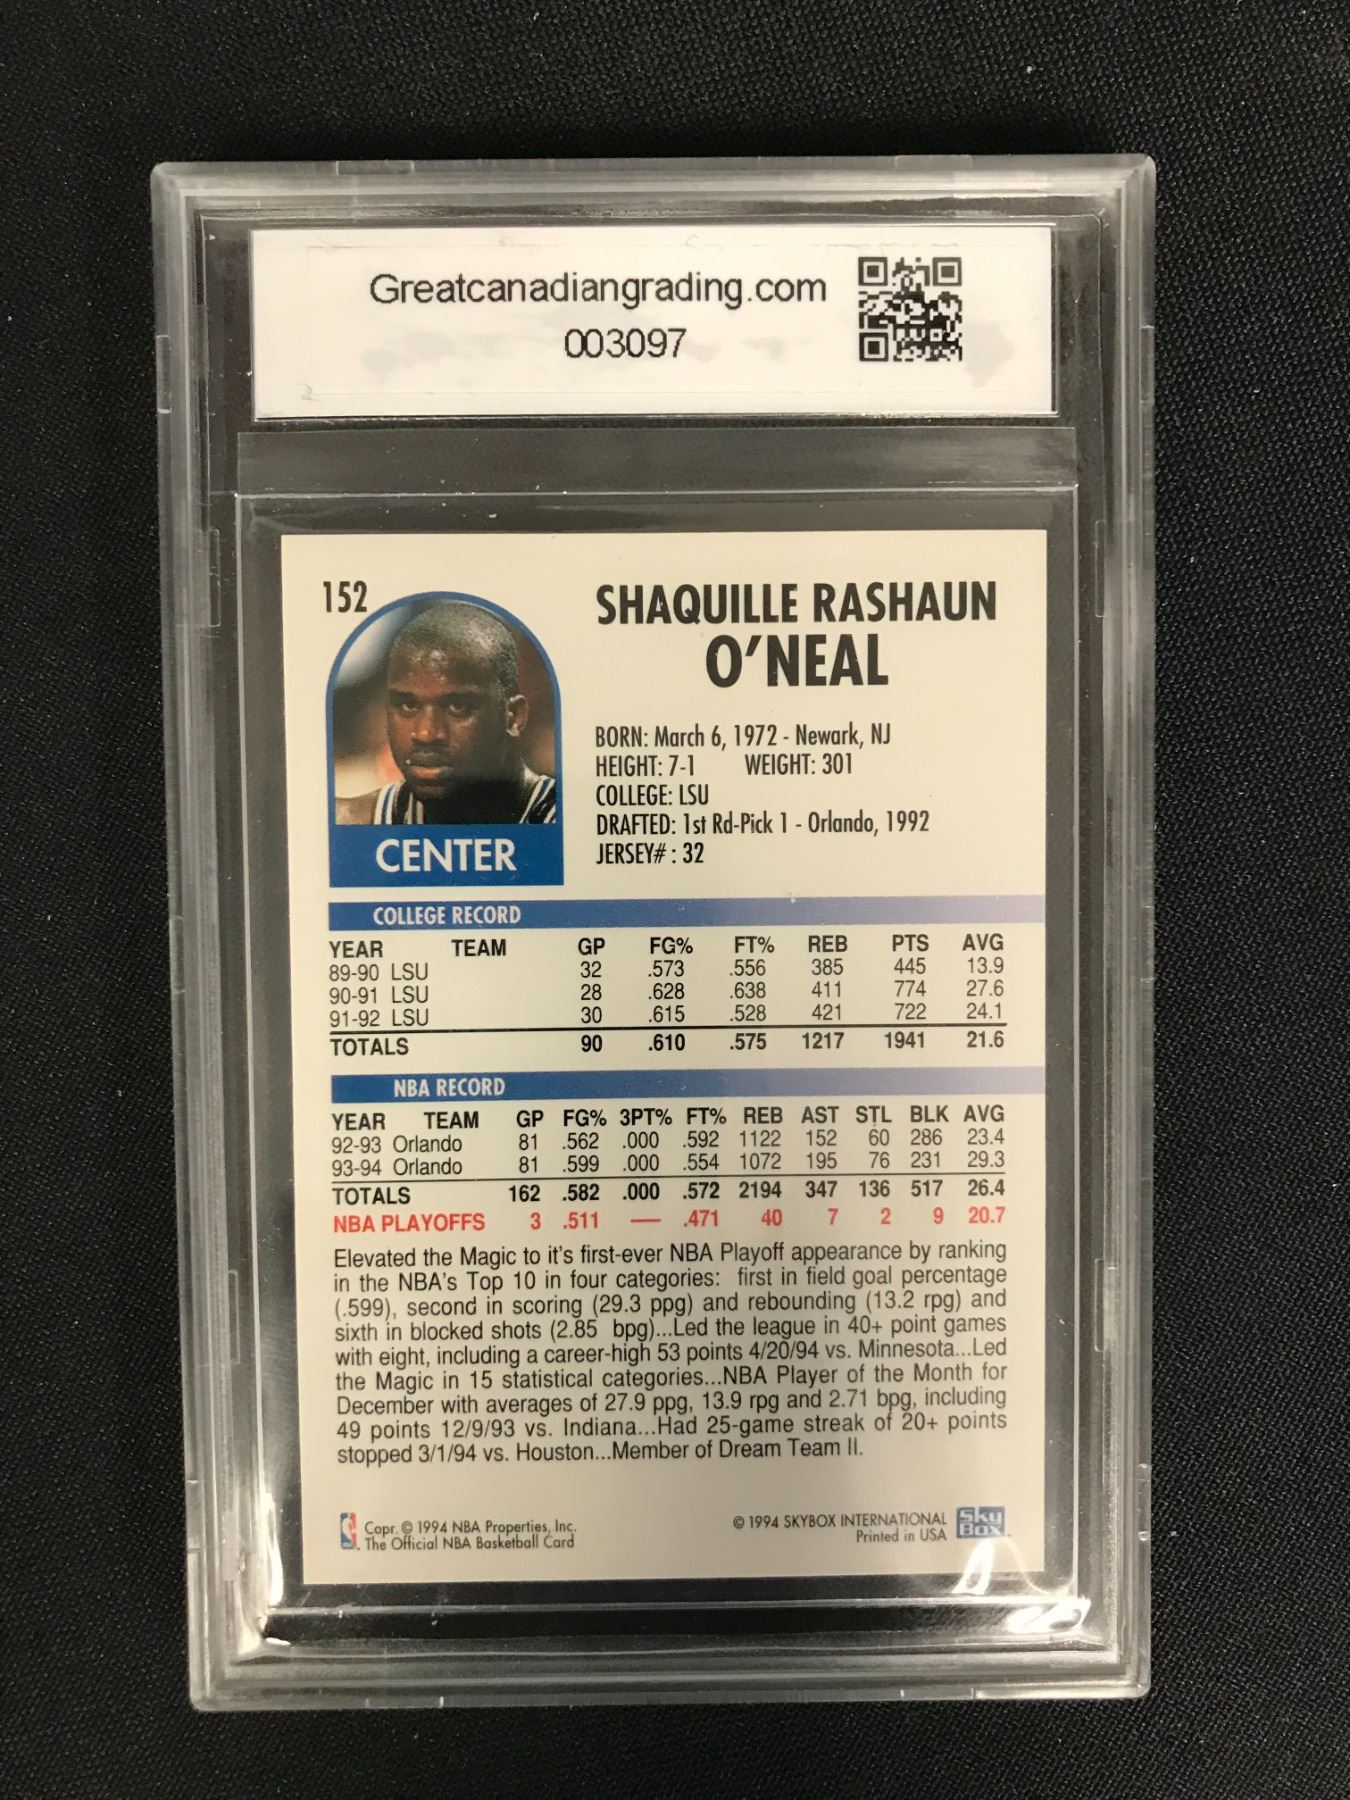 Greatcanadiangrading.com
003097
152
SHAQUILLE RASHAUN
O'NEAL
BORN: March 6, 1972 - Newark, NJ
HEIGHT: 7-1 WEIGHT: 301
COLLEGE: LSU
DRAFTED: 1st Rd-Pick 1 - Orlando, 1992
JERSEY# : 32
CENTER
COLLEGE RECORD
YEAR TEAM GP FG% FT% REB PTS AVG
89-90 LSU 32 .573 .556 385 445 13.9
90-91 LSU 28 .628 .638 411 774 27.6
91-92 LSU 30 .615 .528 421 722 24.1
TOTALS 90 .610 .575 1217 1941 21.6
NBA RECORD
YEAR TEAM GP FG% 3PT% FT% REB AST STL BLK AVG
92-93 Orlando 81 .562 .000 .592 1122 152 60 286 23.4
93-94 Orlando 81 .599 .000 .554 1072 195 76 231 29.3
TOTALS 162 .582 .000 .572 2194 347 136 517 26.4
NBA PLAYOFFS 3 .511 — .471 40 7 2 9 20.7
Elevated the Magic to it's first-ever NBA Playoff appearance by ranking
in the NBA's Top 10 in four categories: first in field goal percentage
(.599), second in scoring (29.3 ppg) and rebounding (13.2 rpg) and
sixth in blocked shots (2.85 bpg)...Led the league in 40+ point games
with eight, including a career-high 53 points 4/20/94 vs. Minnesota...Led
the Magic in 15 statistical categories...NBA Player of the Month for
December with averages of 27.9 ppg, 13.9 rpg and 2.71 bpg, including
49 points 12/9/93 vs. Indiana...Had 25-game streak of 20+ points
stopped 3/1/94 vs. Houston...Member of Dream Team II.
Copr. © 1994 NBA Properties, Inc.
The Official NBA Basketball Card
© 1994 SKYBOX INTERNATIONAL
Printed in USA
SkyBox